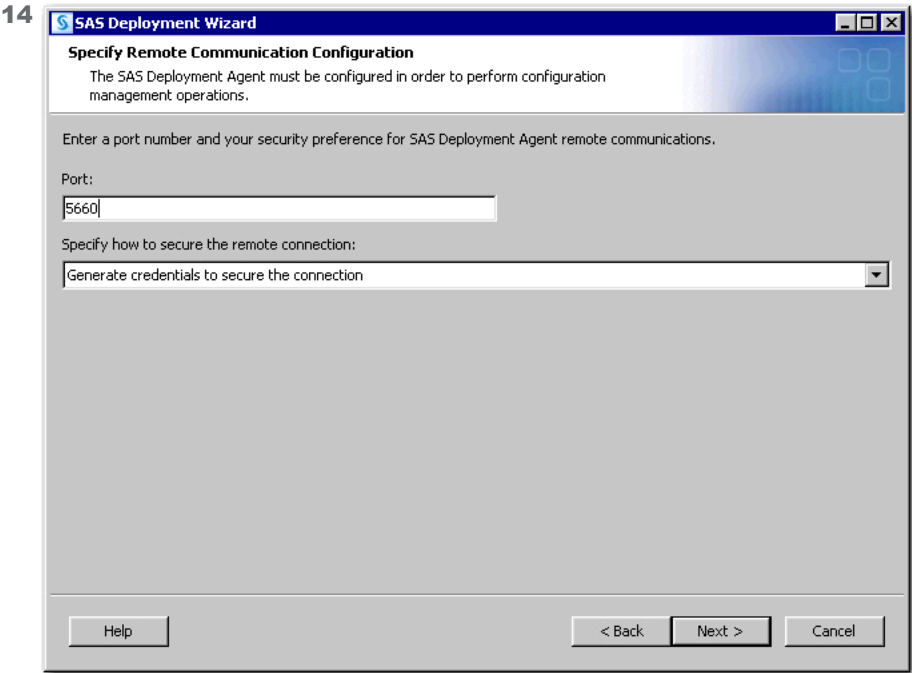 14
SAS Deployment Wizard
Specify Remote Communication Configuration
The SAS Deployment Agent must be configured in order to perform configuration
management operations.
Enter a port number and your security preference for SAS Deployment Agent remote communications.
Port:
5660
Specify how to secure the remote connection:
Generate credentials to secure the connection
Help
< Back
Next >
Cancel